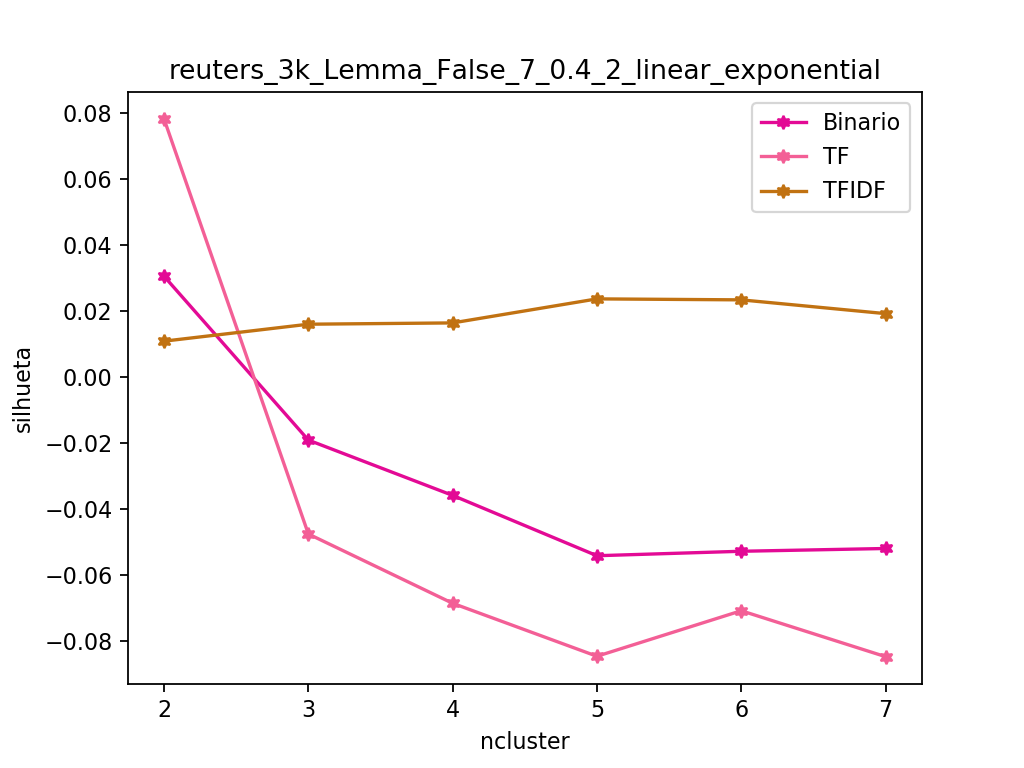 reuters_3k_Lemma_False_7_0.4_2_linear_exponential
Binario
TF
TFIDF
0.08
0.06
0.04
0.02
0.00
−0.02
−0.04
−0.06
−0.08
silhueta
2 3 4 5 6 7
ncluster